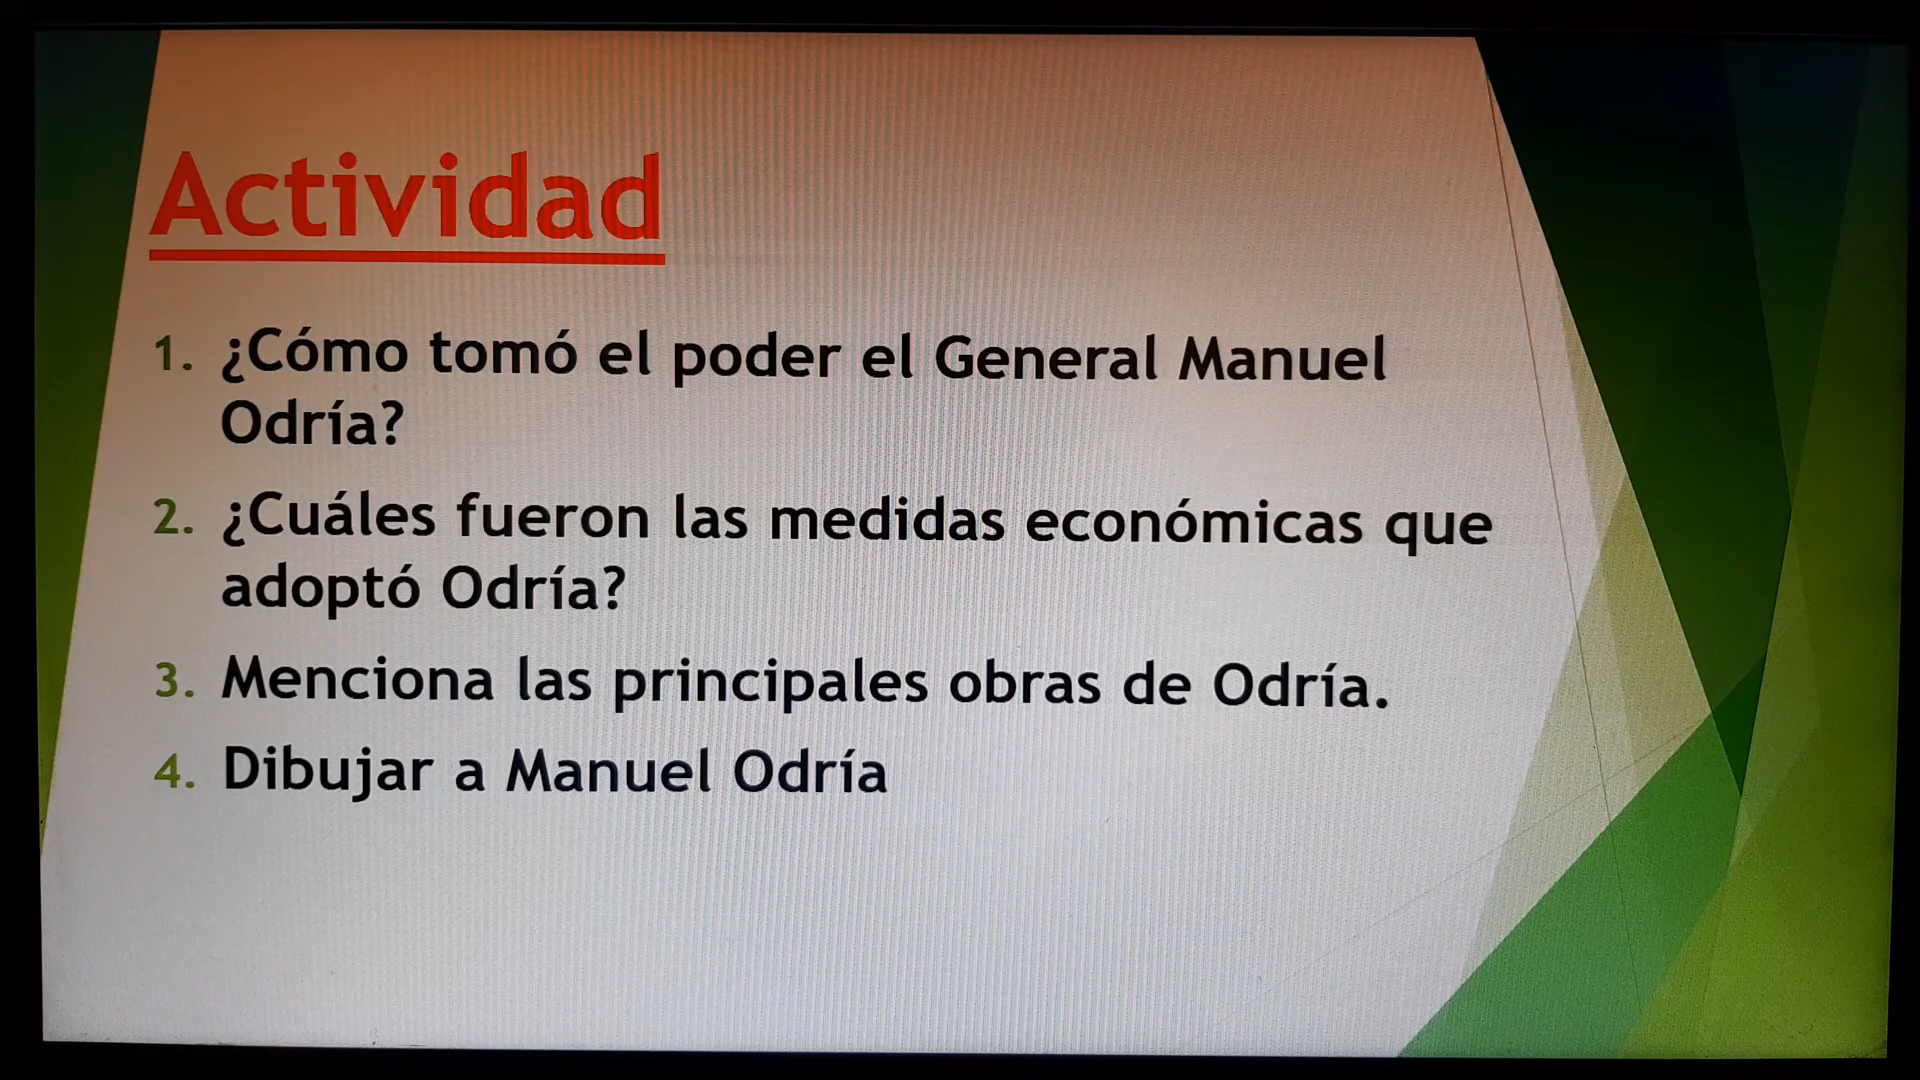 Actividad
1. ¿Cómo tomó el poder el General Manuel
Odría?
2. ¿Cuáles fueron las medidas económicas que
adoptó Odría?
3. Menciona las principales obras de Odría.
4. Dibujar a Manuel Odría